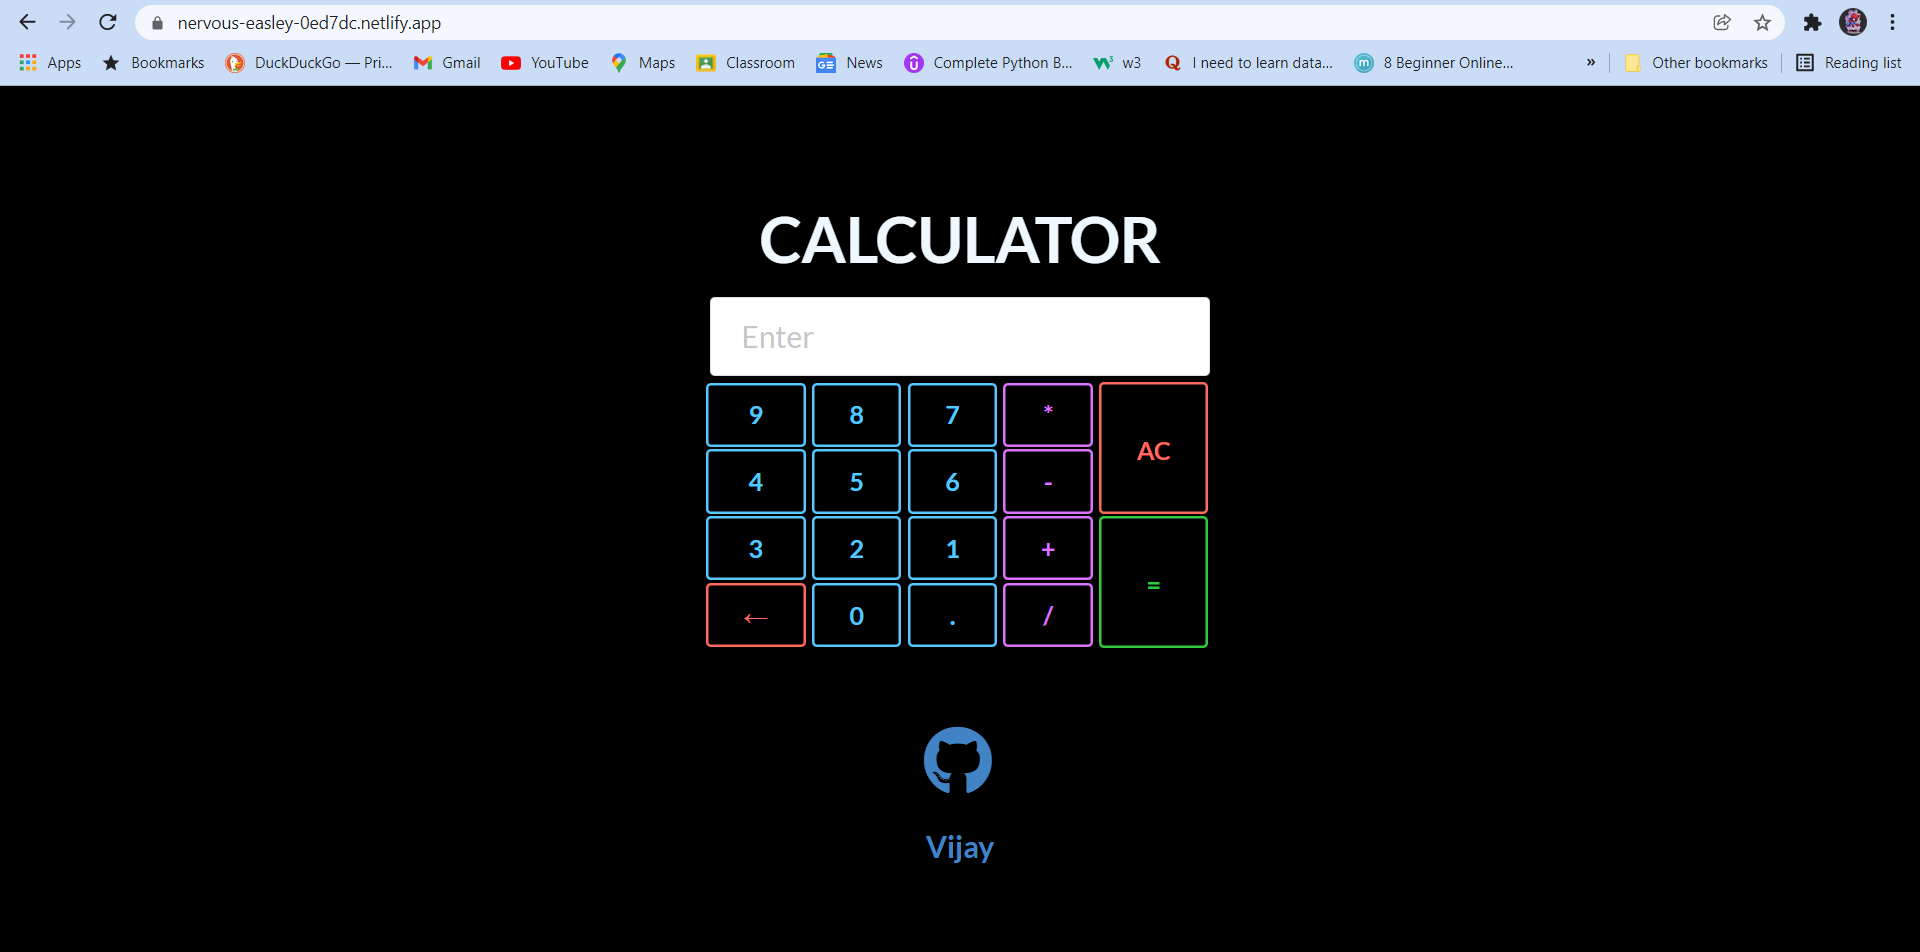 nervous-easley-0ed7dc.netlify.app
Apps Bookmarks DuckDuckGo — Pri... Gmail YouTube Maps Classroom News Complete Python B... w3 I need to learn data... 8 Beginner Online... » Other bookmarks Reading list
CALCULATOR
Enter
9 8 7 * AC
4 5 6 -
3 2 1 + =
← 0 . /
Vijay